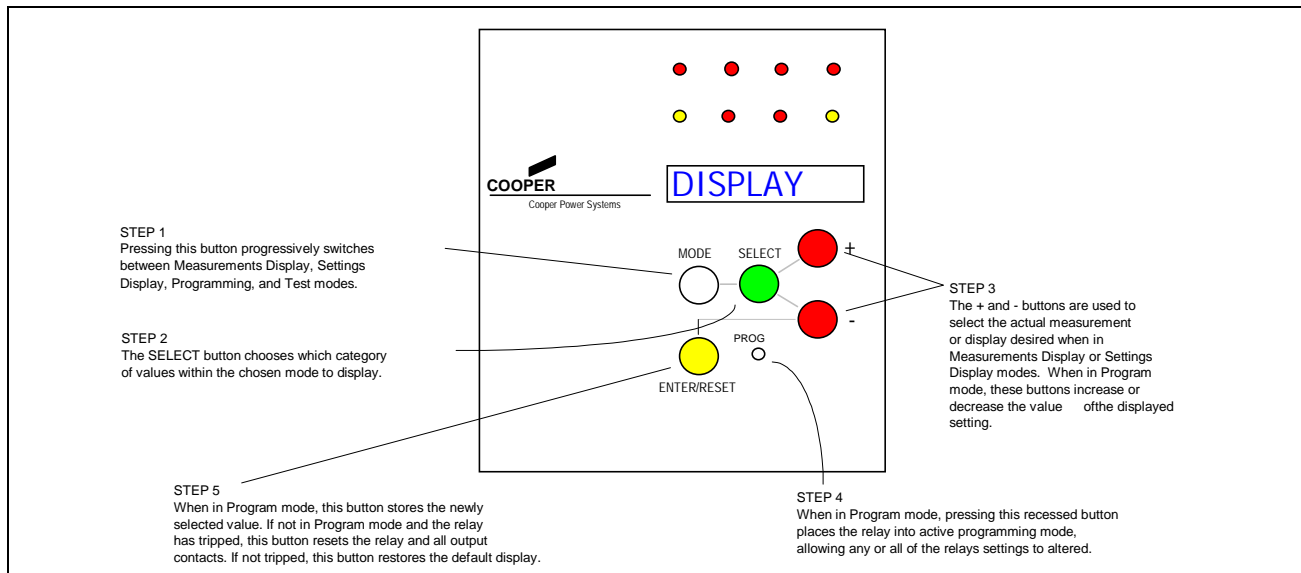 COOPER
Cooper Power Systems
DISPLAY
STEP 1
Pressing this button progressively switches
between Measurements Display, Settings
Display, Programming, and Test modes.
MODE
SELECT
+
-
STEP 2
The SELECT button chooses which category
of values within the chosen mode to display.
PROG
ENTER/RESET
STEP 3
The + and - buttons are used to
select the actual measurement
or display desired when in
Measurements Display or Settings
Display modes. When in Program
mode, these buttons increase or
decrease the value ofthe displayed
setting.
STEP 5
When in Program mode, this button stores the newly
selected value. If not in Program mode and the relay
has tripped, this button resets the relay and all output
contacts. If not tripped, this button restores the default display.
STEP 4
When in Program mode, pressing this recessed button
places the relay into active programming mode,
allowing any or all of the relays settings to altered.